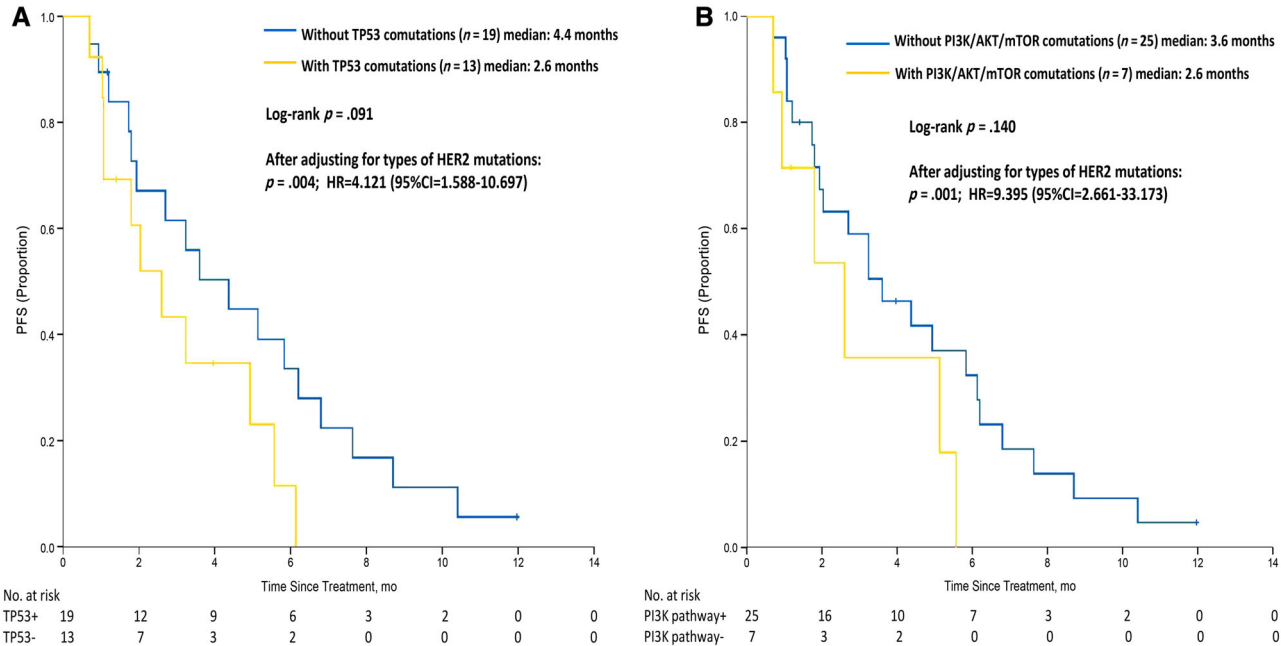 A
Without TP53 comutations (n = 19) median: 4.4 months
With TP53 comutations (n = 13) median: 2.6 months
Log-rank p = .091
After adjusting for types of HER2 mutations:
p = .004; HR=4.121 (95%CI=1.588-10.697)
PFS (Proportion)
1.0
0.8
0.6
0.4
0.2
0.0
0 2 4 6 8 10 12 14
Time Since Treatment, mo
No. at risk
TP53+ 19 12 9 6 3 2 0 0
TP53- 13 7 3 2 0 0 0 0
B
Without PI3K/AKT/mTOR comutations (n = 25) median: 3.6 months
With PI3K/AKT/mTOR comutations (n = 7) median: 2.6 months
Log-rank p = .140
After adjusting for types of HER2 mutations:
p = .001; HR=9.395 (95%CI=2.661-33.173)
PFS (Proportion)
1.0
0.8
0.6
0.4
0.2
0.0
0 2 4 6 8 10 12 14
Time Since Treatment, mo
No. at risk
PI3K pathway+ 25 16 10 7 3 2 0 0
PI3K pathway- 7 3 2 0 0 0 0 0